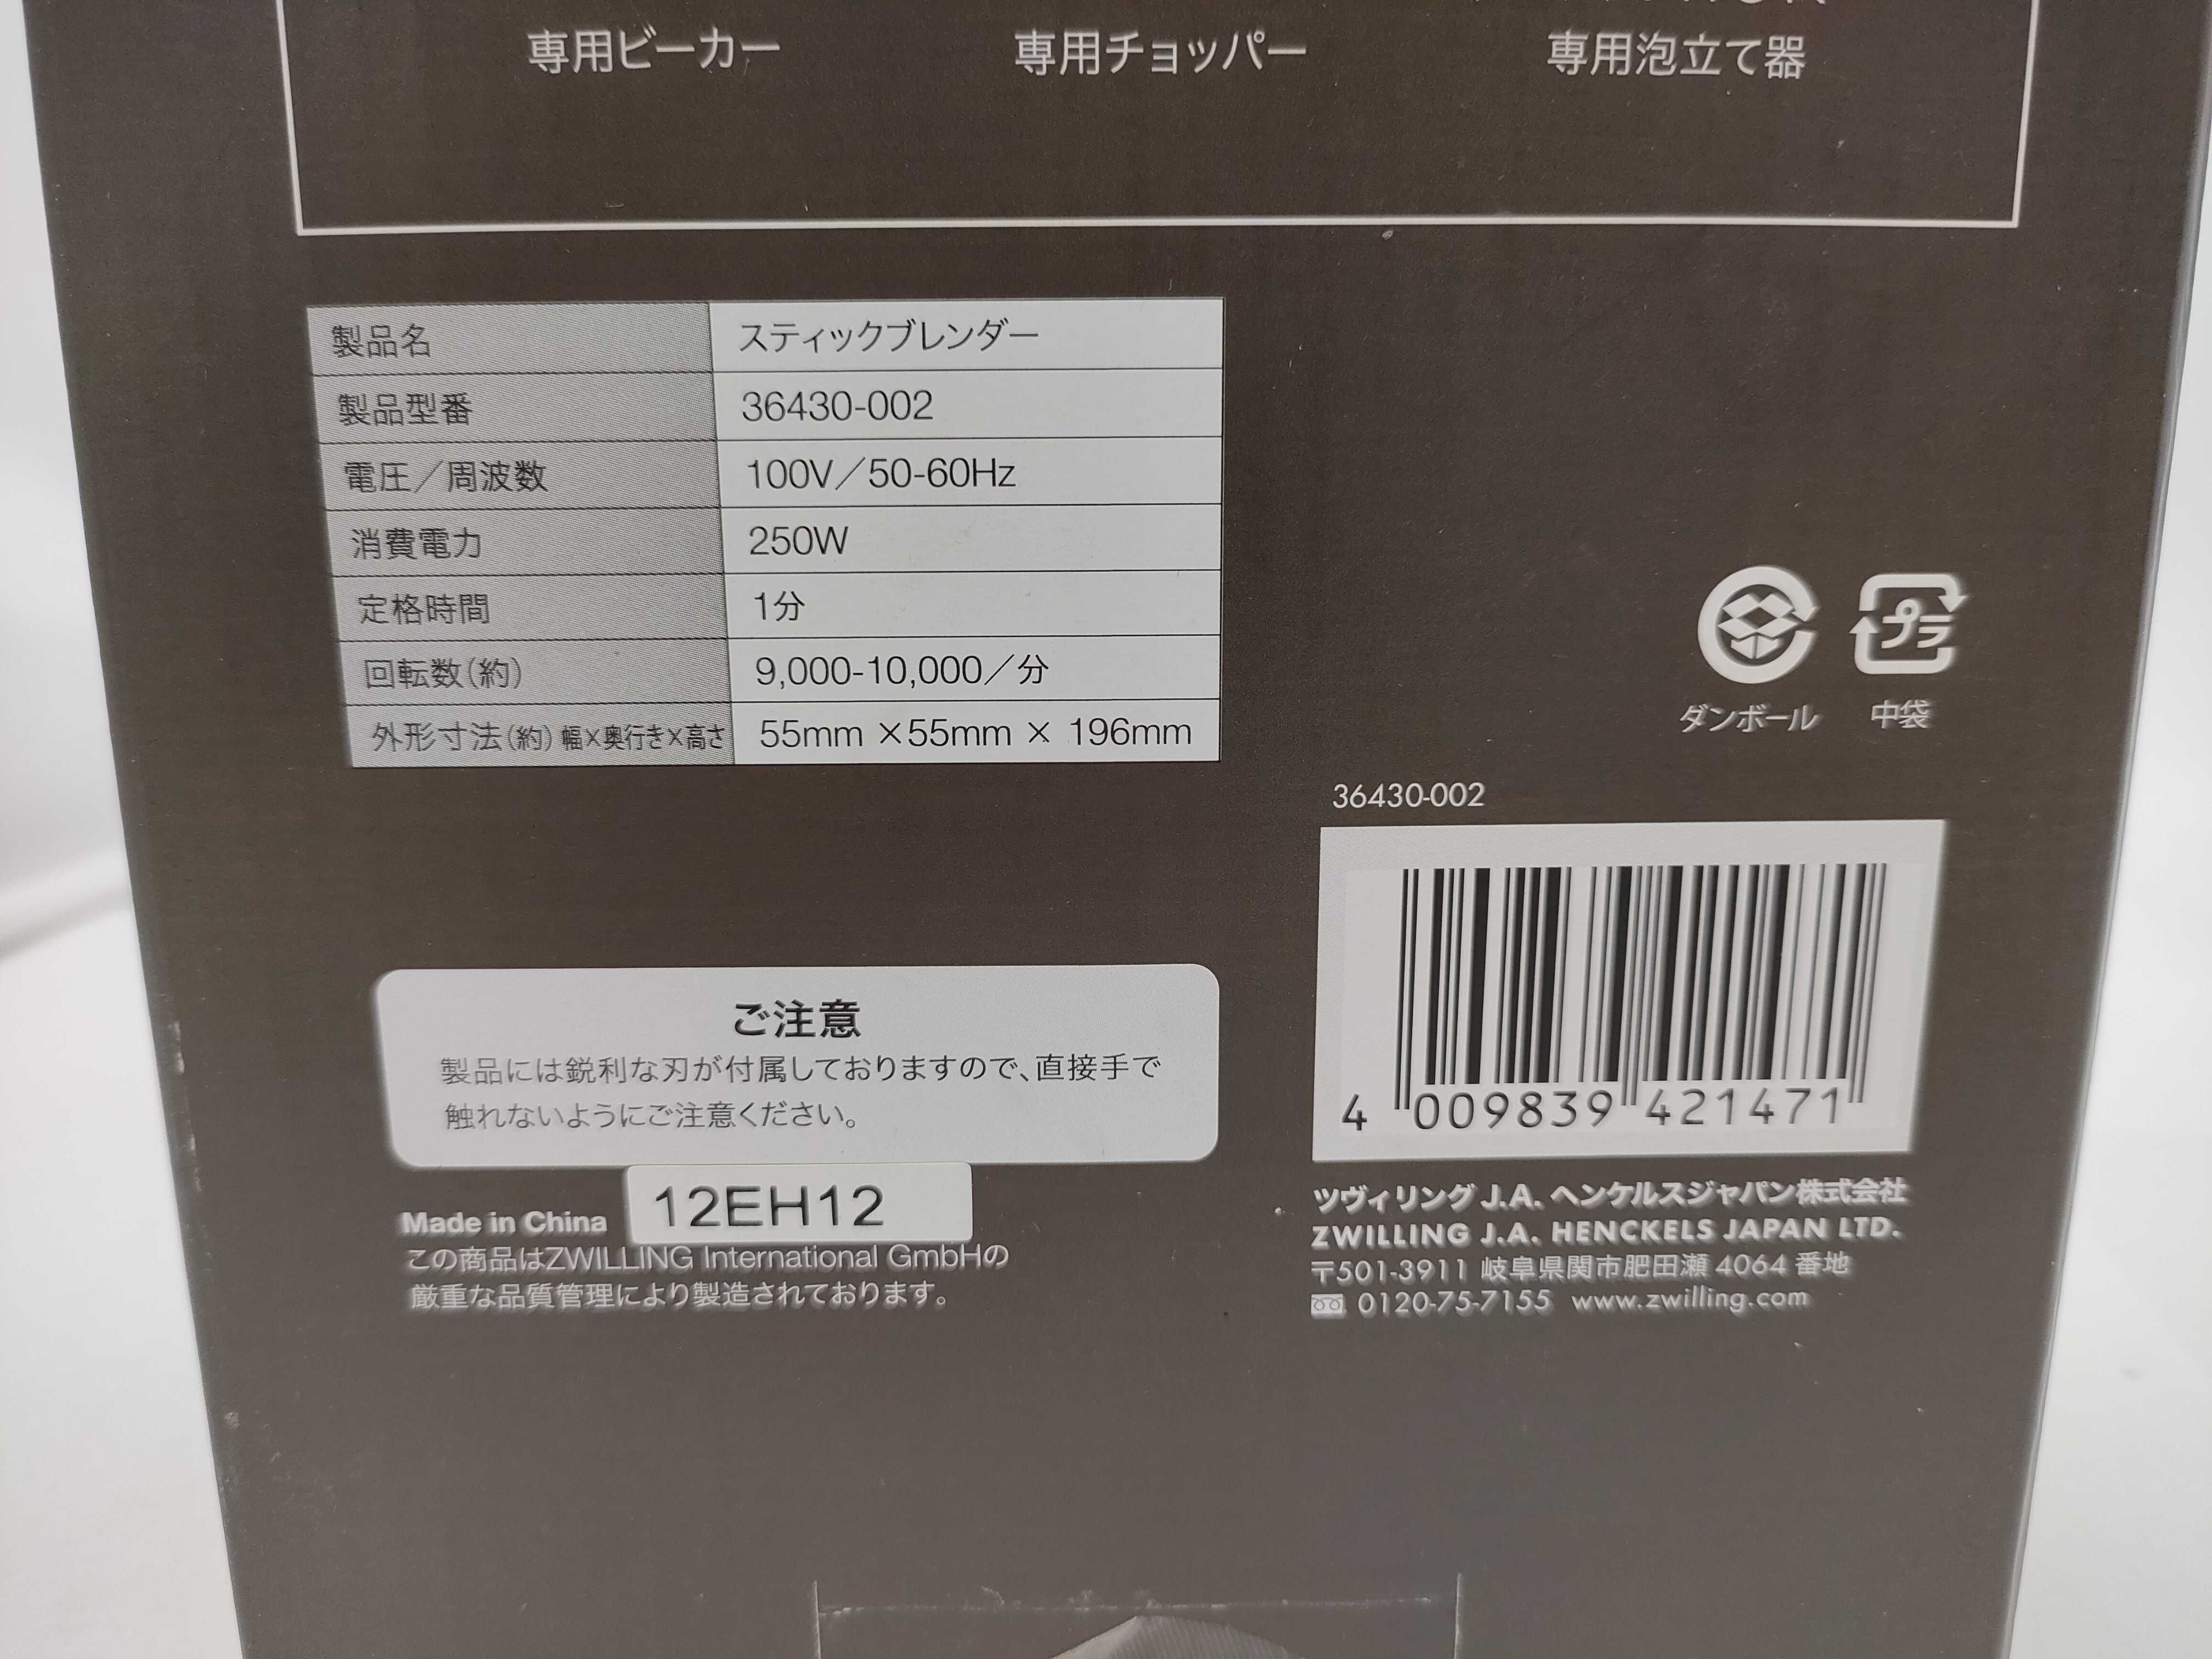 専用ビーカー
専用チョッパー
専用泡立て器
製品名 スティックブレンダー
製品型番 36430-002
電圧／周波数 100V／50-60Hz
消費電力 250W
定格時間 1分
回転数(約) 9,000-10,000／分
外形寸法(約) 幅×奥行き×高さ 55mm ×55mm × 196mm
プラ
ダンボール 中袋
36430-002
4 009839 421471
ご注意
製品には鋭利な刃が付属しておりますので、直接手で
触れないようにご注意ください。
12EH12
Made in China
この商品はZWILLING International GmbHの
厳重な品質管理により製造されております。
ツヴィリング J.A. ヘンケルスジャパン株式会社
ZWILLING J.A. HENCKELS JAPAN LTD.
〒501-3911 岐阜県関市肥田瀬 4064 番地
0120-75-7155 www.zwilling.com